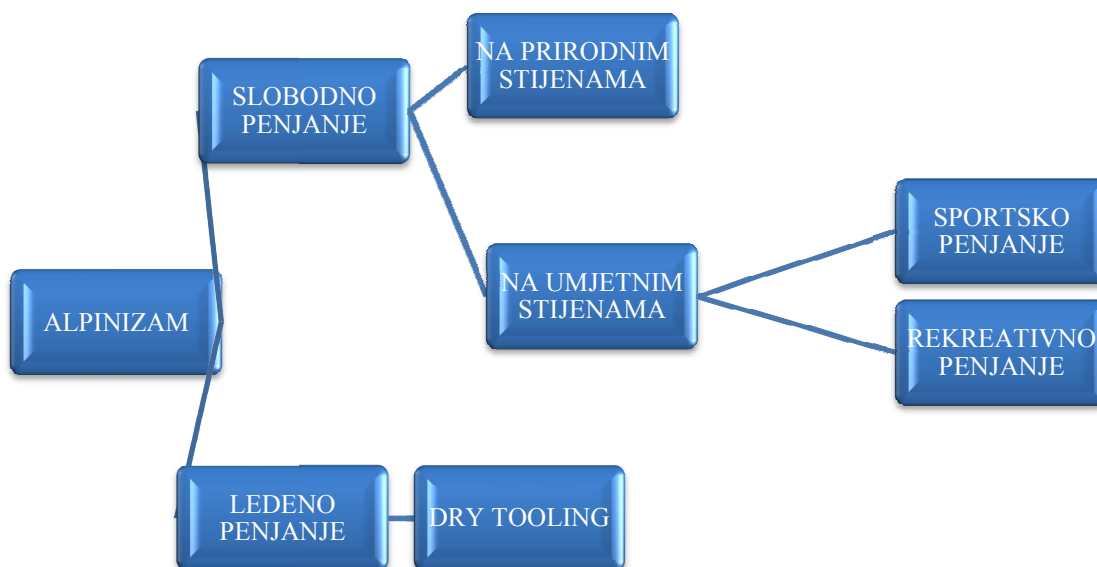 ALPINIZAM
SLOBODNO
PENJANJE
NA PRIRODNIM
STIJENAMA
NA UMJETNIM
STIJENAMA
SPORTSKO
PENJANJE
REKREATIVNO
PENJANJE
LEDENO
PENJANJE
DRY TOOLING